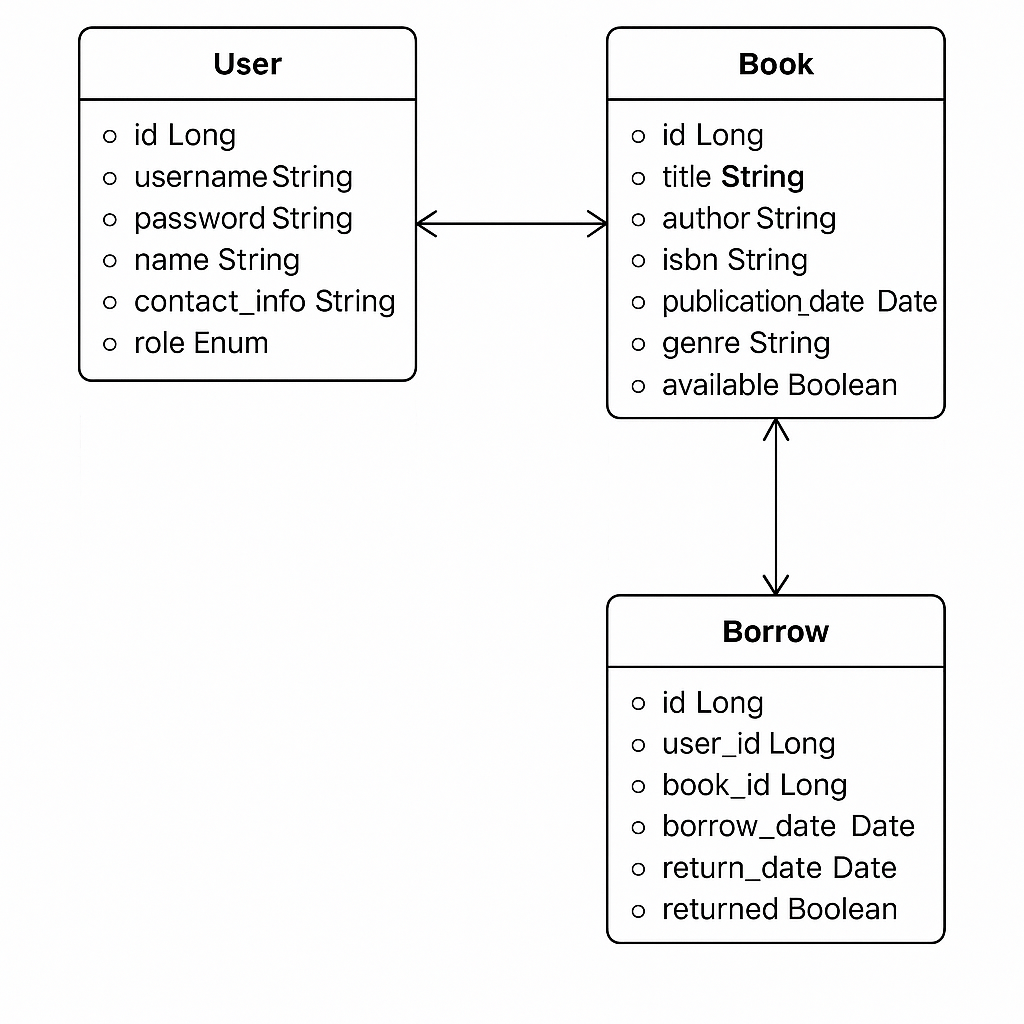 User
id Long
username String
password String
name String
contact_info String
role Enum
Book
id Long
title String
author String
isbn String
publication_date Date
genre String
available Boolean
Borrow
id Long
user_id Long
book_id Long
borrow_date Date
return_date Date
returned Boolean